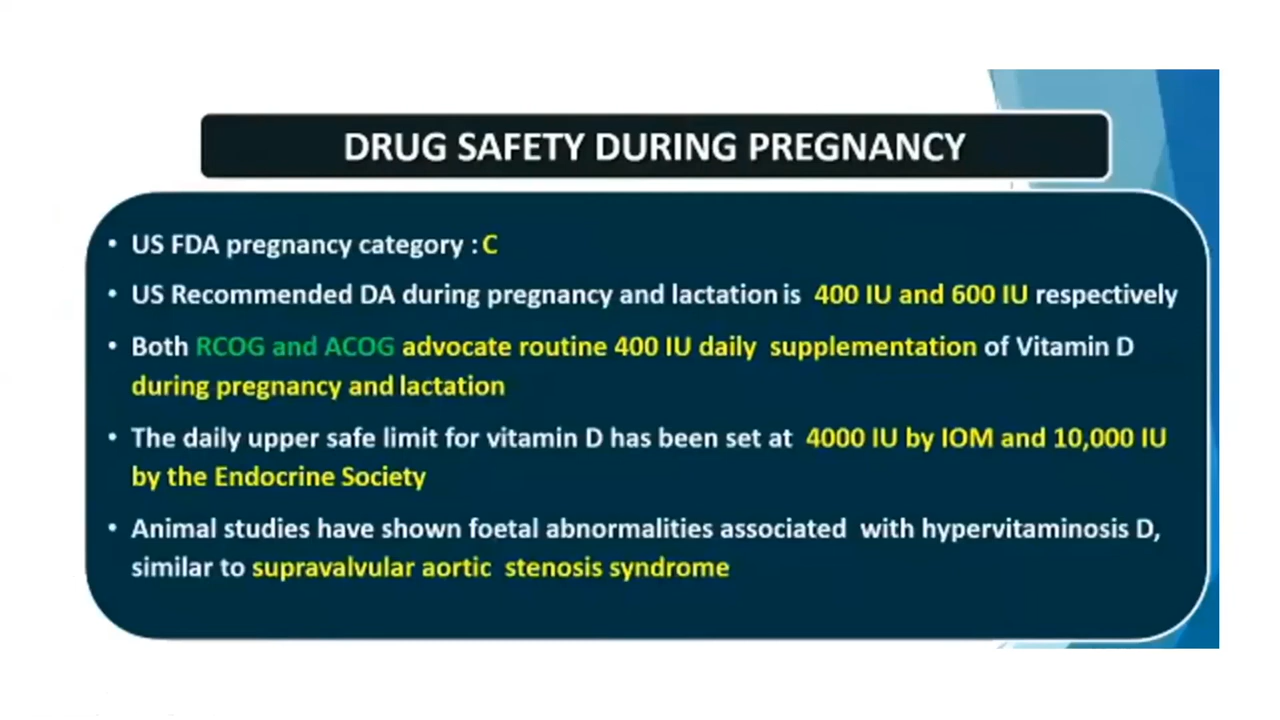 DRUG SAFETY DURING PREGNANCY
• US FDA pregnancy category : C
• US Recommended DA during pregnancy and lactation is 400 IU and 600 IU respectively
• Both RCOG and ACOG advocate routine 400 IU daily supplementation of Vitamin D
during pregnancy and lactation
• The daily upper safe limit for vitamin D has been set at 4000 IU by IOM and 10,000 IU
by the Endocrine Society
• Animal studies have shown foetal abnormalities associated with hypervitaminosis D,
similar to supravalvular aortic stenosis syndrome